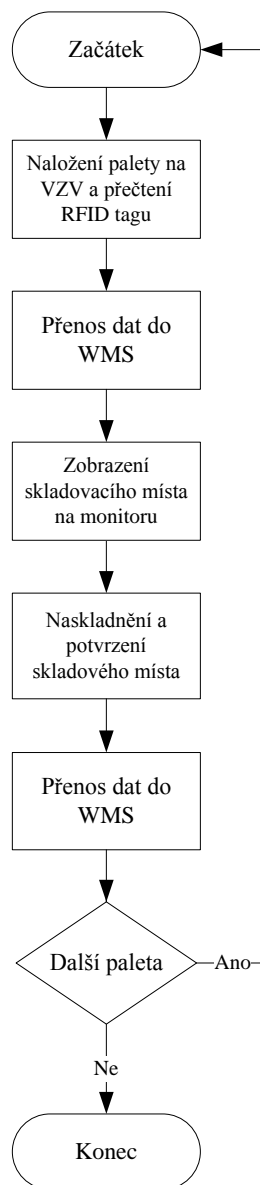 Začátek
Naložení palety na
VZV a přečtení
RFID tagu
Přenos dat do
WMS
Zobrazení
skladovacího místa
na monitoru
Naskladnění a
potvrzení
skladového místa
Přenos dat do
WMS
Další paleta
Ano
Ne
Konec